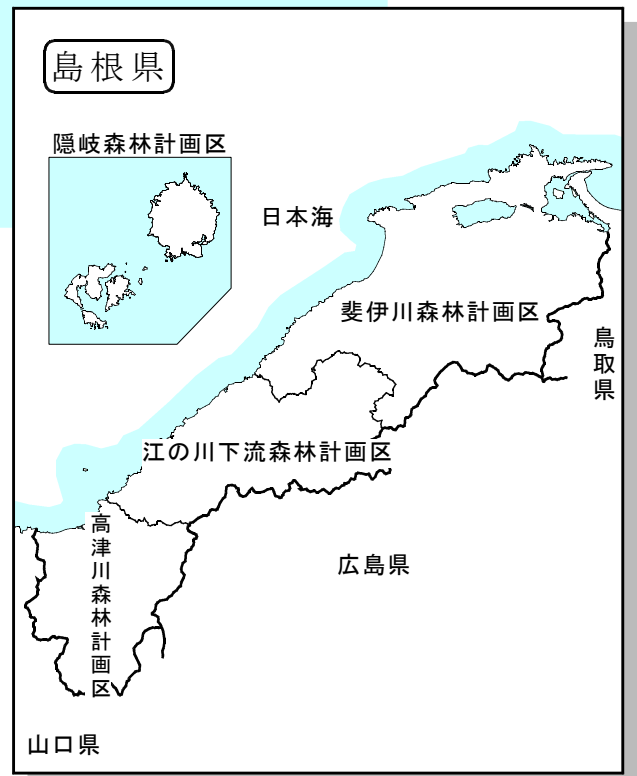 島根県
隠岐森林計画区
日本海
斐伊川森林計画区
鳥取県
江の川下流森林計画区
高津川森林計画区
広島県
山口県